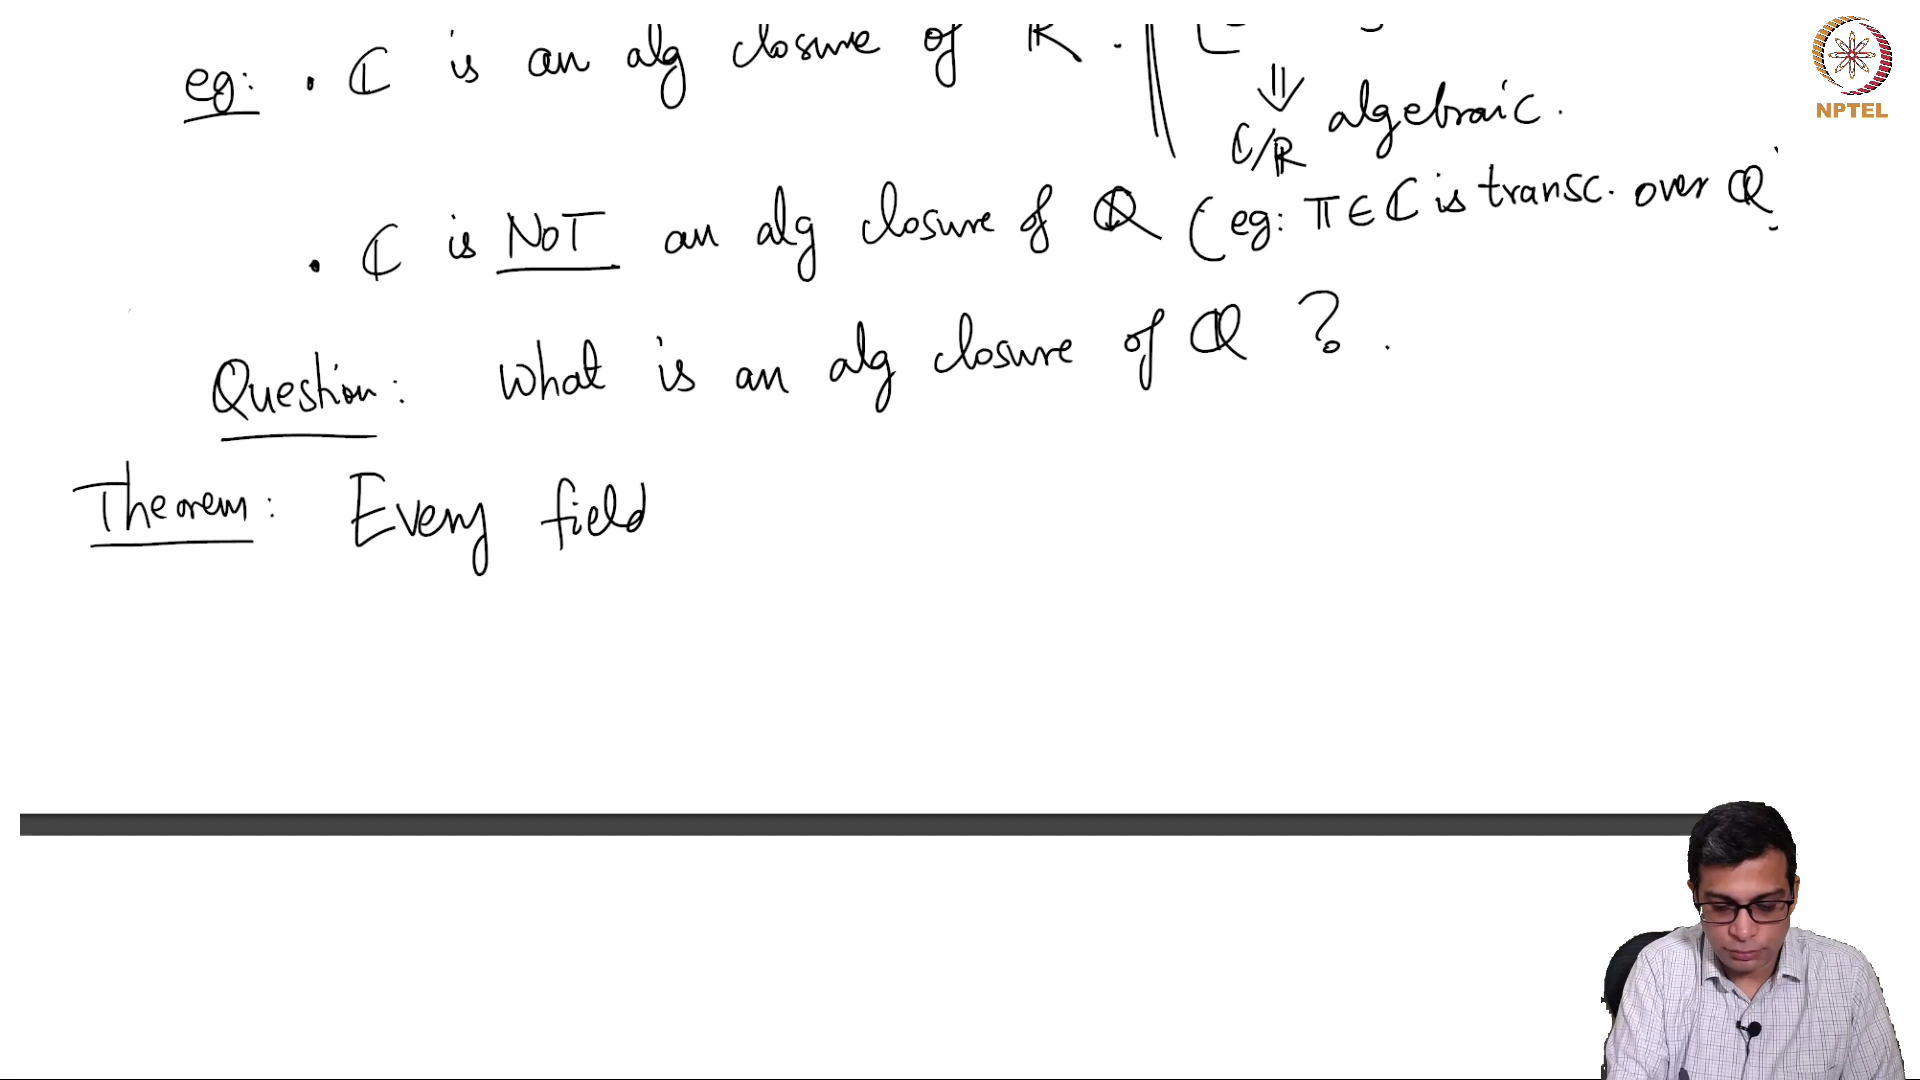 eg: . ℂ is an alg closure of ℝ.
⇓
ℂ/ℝ algebraic.
. ℂ is NOT an alg closure of ℚ (eg: π ∈ ℂ is transc. over ℚ
Question: What is an alg closure of ℚ ?.
Theorem: Every field
NPTEL